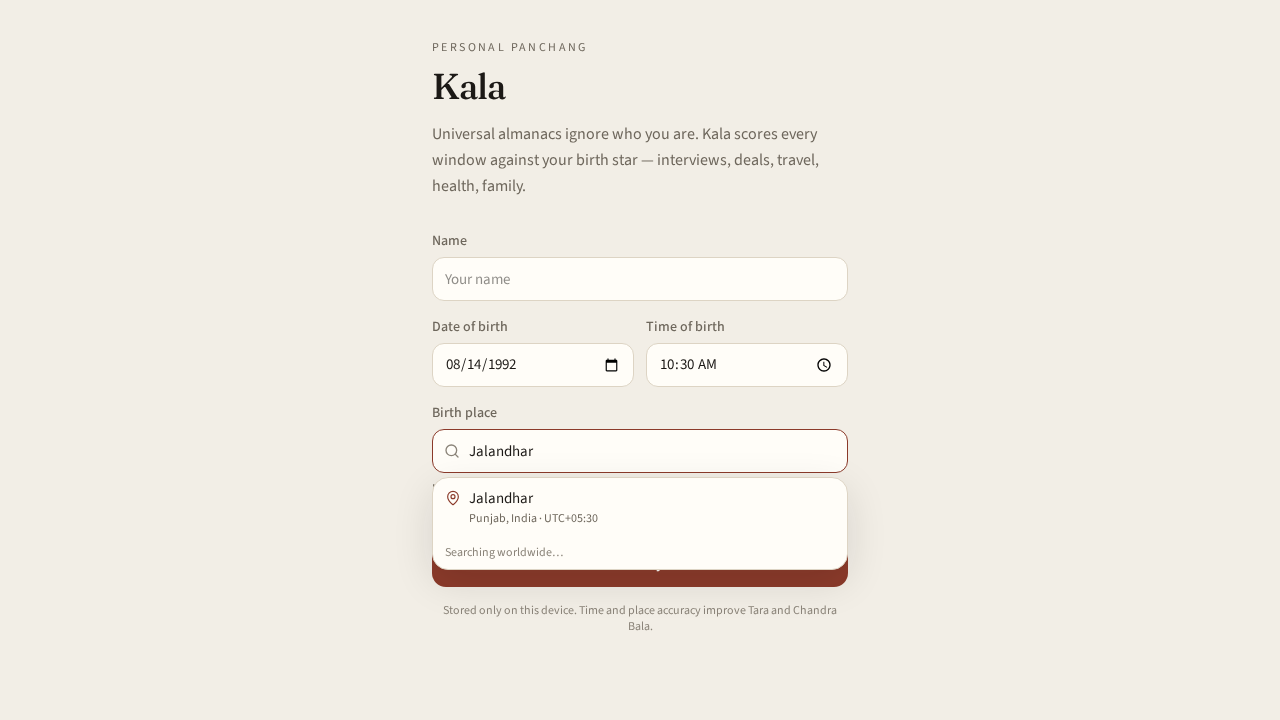 PERSONAL PANCHANG
Kala
Universal almanacs ignore who you are. Kala scores every
window against your birth star — interviews, deals, travel,
health, family.
Name
Your name
Date of birth
Time of birth
08/14/1992
10:30 AM
Birth place
Jalandhar
Jalandhar
Punjab, India · UTC+05:30
Searching worldwide…
Stored only on this device. Time and place accuracy improve Tara and Chandra
Bala.